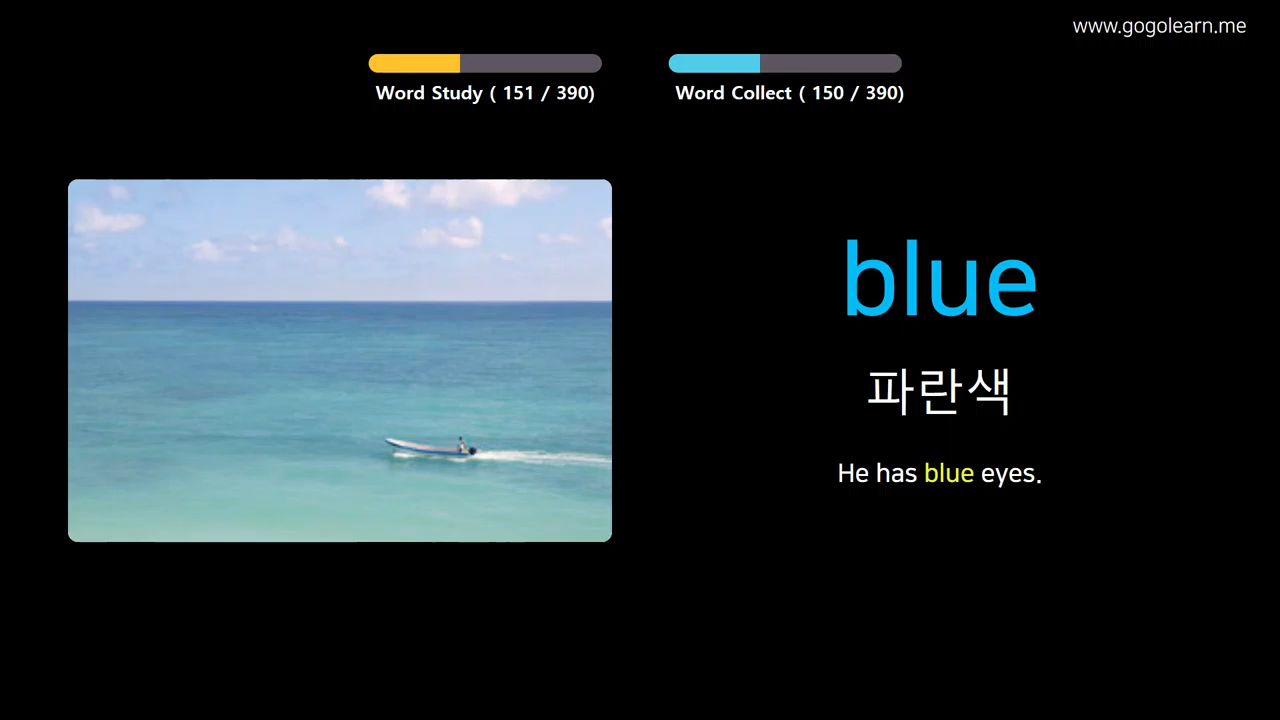 www.gogolearn.me
Word Study ( 151 / 390)
Word Collect ( 150 / 390)
blue
파란색
He has blue eyes.